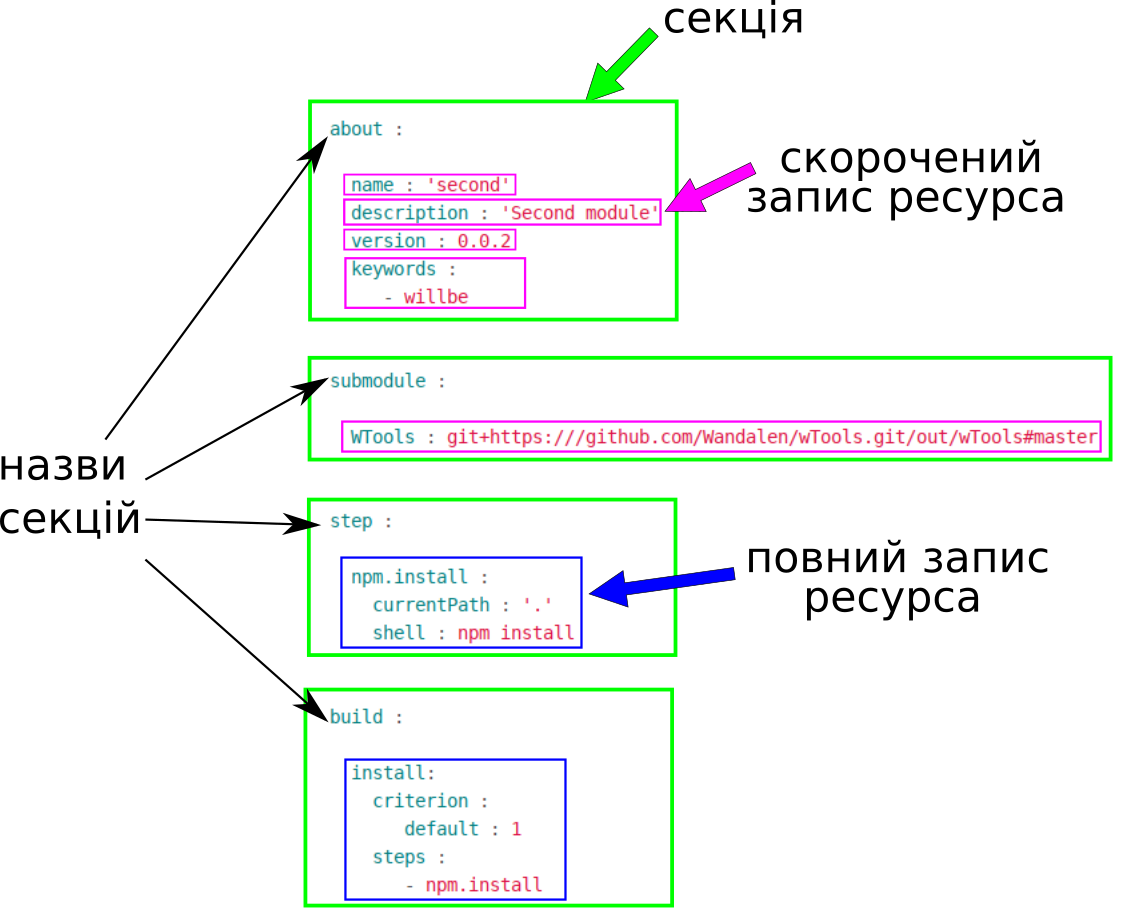 секція
about :
скорочений
запис ресурса
name : 'second'
description : 'Second module'
version : 0.0.2
keywords :
- willbe
submodule :
WTools : git+https:///github.com/Wandalen/wTools.git/out/wTools#master
назви
секцій
step :
npm.install :
currentPath : '.'
shell : npm install
повний запис
ресурса
build :
install:
criterion :
default : 1
steps :
- npm.install